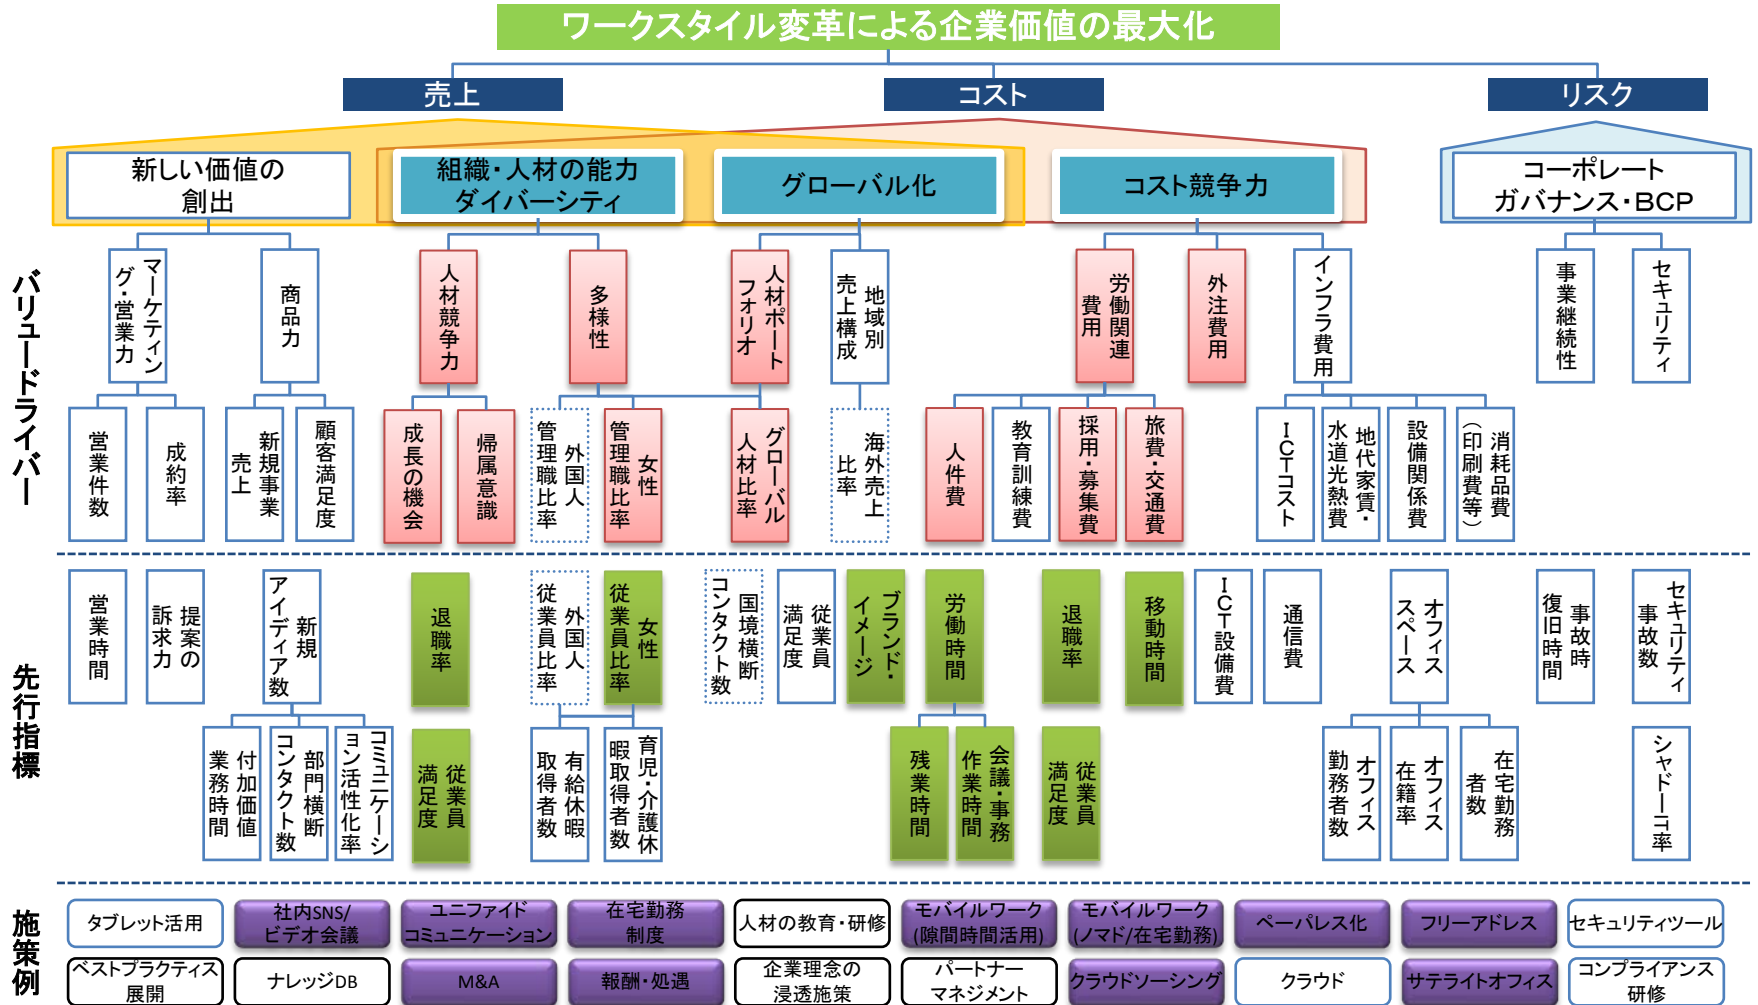 ワークスタイル変革による企業価値の最大化
売上
コスト
リスク
新しい価値の
創出
組織・人材の能力
ダイバーシティ
グローバル化
コスト競争力
コーポレート
ガバナンス・BCP
バリュードライバー
マーケティン
グ・営業力
商品力
人材競争力
多様性
人材ポート
フォリオ
地域別
売上構成
労働関連
費用
外注費用
インフラ費用
事業継続性
セキュリティ
営業件数
成約率
新規事業
売上
顧客満足度
成長の機会
帰属意識
外国人
管理職比率
女性
管理職比率
グローバル
人材比率
海外売上
比率
人件費
教育訓練費
採用・募集費
旅費・交通費
ICTコスト
地代家賃・
水道光熱費
設備関係費
消耗品費
（印刷費等）
先行指標
営業時間
提案の
訴求力
新規
アイディア数
退職率
外国人
従業員比率
女性
従業員比率
国境横断
コンタクト数
従業員
満足度
ブランド・
イメージ
労働時間
退職率
移動時間
ICT設備費
通信費
オフィス
スペース
事故時
復旧時間
セキュリティ
事故数
付加価値
業務時間
部門横断
コンタクト数
コミュニケーシ
ョン活性化率
従業員
満足度
有給休暇
取得者数
育児・介護休
暇取得者数
残業時間
会議・事務
作業時間
従業員
満足度
オフィス
勤務者数
オフィス
在籍率
在宅勤務
者数
シャドーIT率
施策例
タブレット活用
社内SNS/
ビデオ会議
ユニファイド
コミュニケーション
在宅勤務
制度
人材の教育・研修
モバイルワーク
(隙間時間活用)
モバイルワーク
(ノマド/在宅勤務)
ペーパレス化
フリーアドレス
セキュリティツール
ベストプラクティス
展開
ナレッジDB
M&A
報酬・処遇
企業理念の
浸透施策
パートナー
マネジメント
クラウドソーシング
クラウド
サテライトオフィス
コンプライアンス
研修